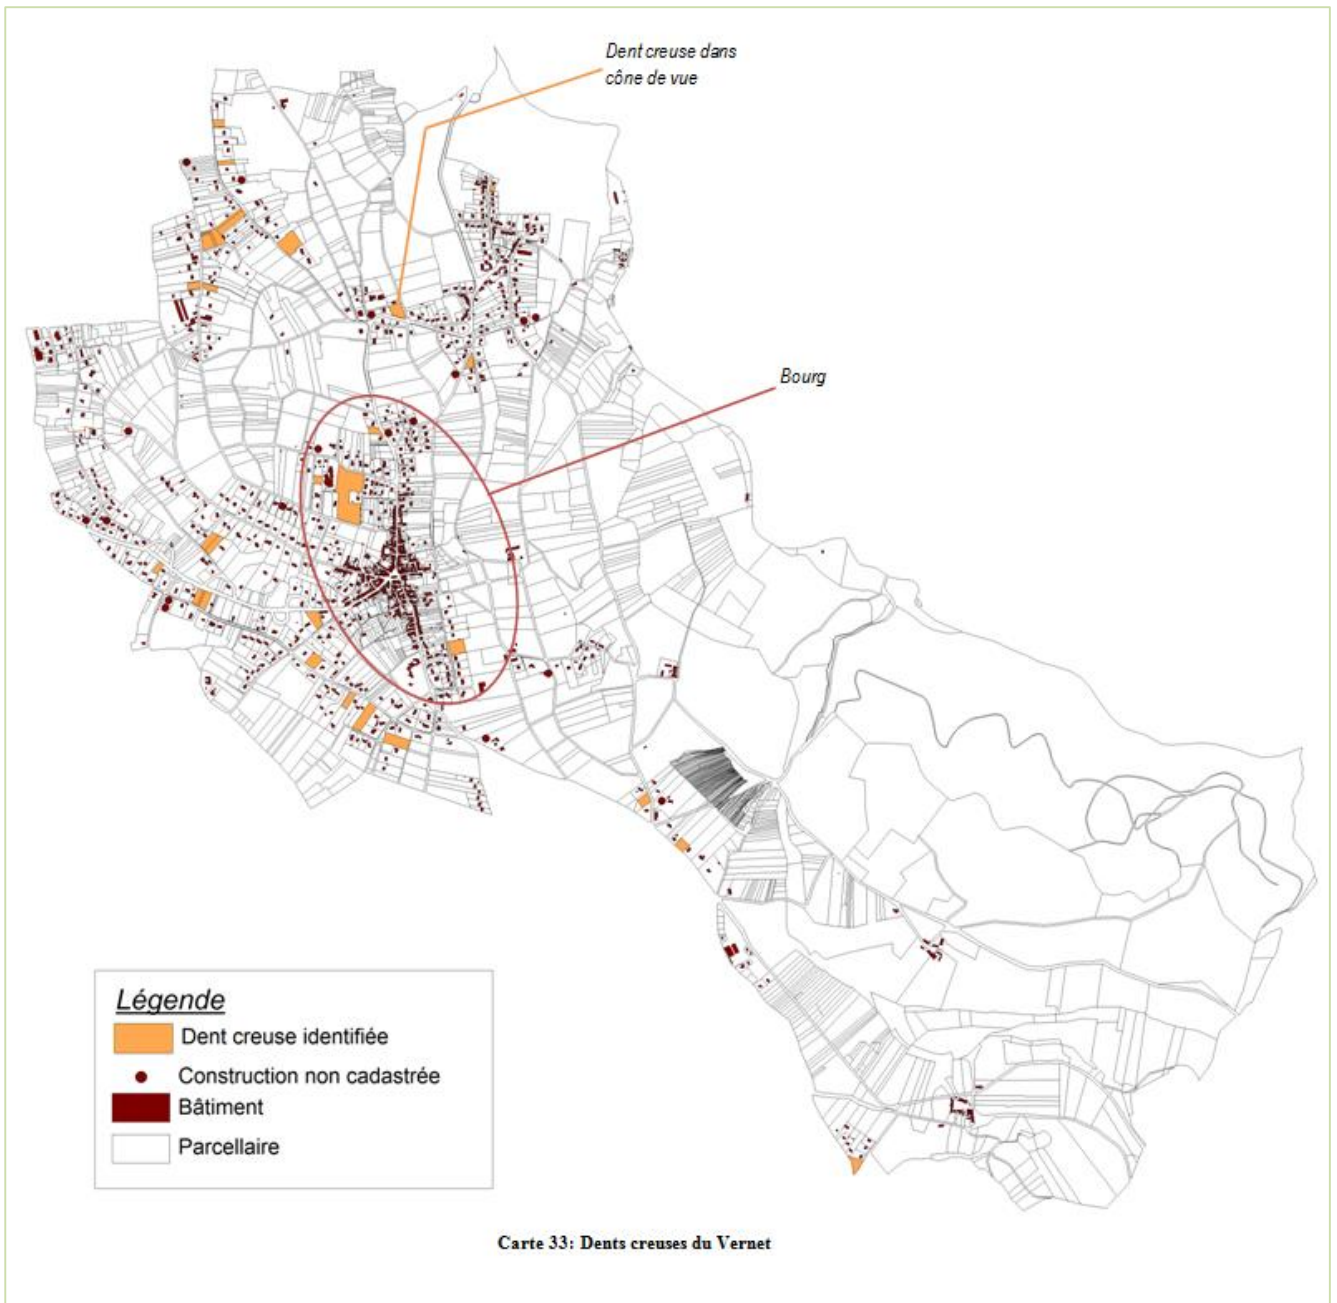 Dent creuse dans
cône de vue
Bourg
Légende
Dent creuse identifiée
Construction non cadastrée
Bâtiment
Parcellaire
Carte 33: Dents creuses du Vernet